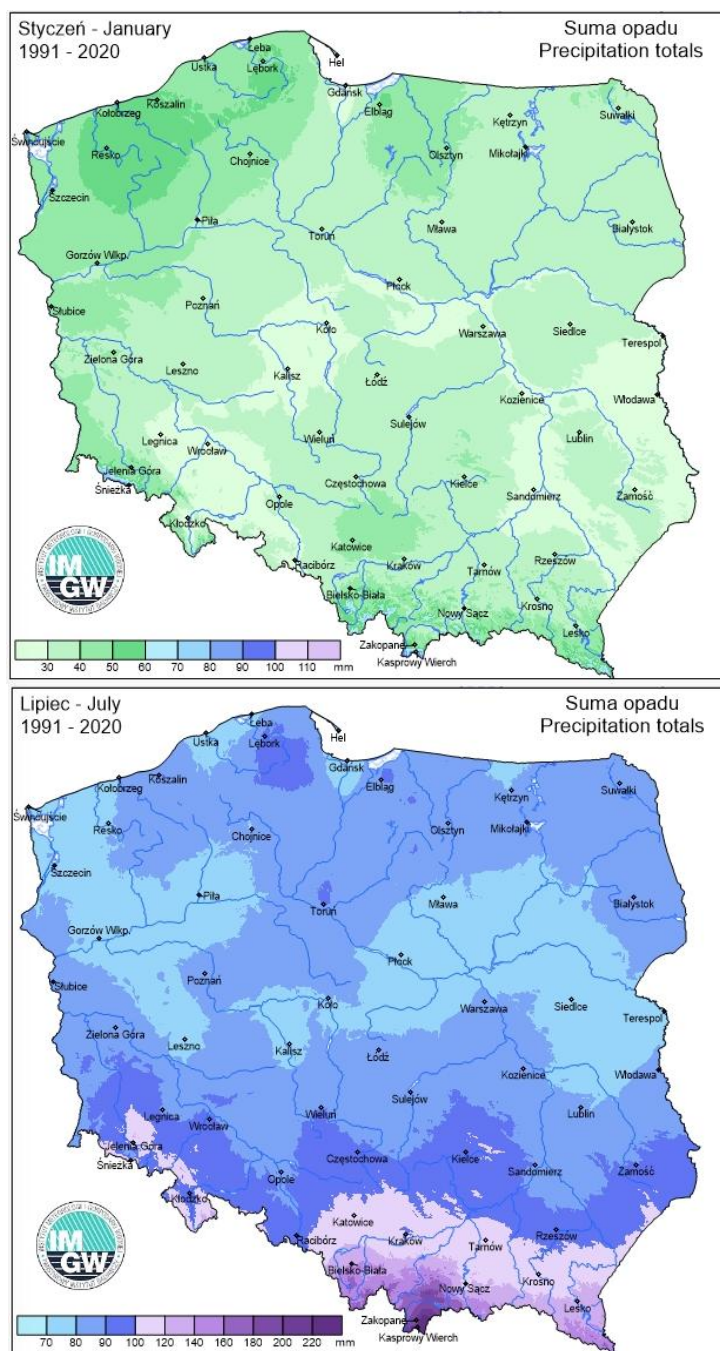 Styczeń - January
1991 - 2020
Suma opadu
Precipitation totals
Łeba
Ustka
Lębork
Hel
Gdańsk
Koszalin
Kołobrzeg
Elbląg
Kętrzyn
Suwałki
Świnoujście
Resko
Chojnice
Olsztyn
Mikołajki
Szczecin
Piła
Toruń
Mława
Białystok
Gorzów Wlkp.
Płock
Słubice
Poznań
Koło
Warszawa
Siedlce
Terespol
Zielona Góra
Leszno
Kalisz
Łódź
Kozienice
Włodawa
Sulejów
Legnica
Wrocław
Wieluń
Lublin
Jelenia Góra
Śnieżka
Opole
Częstochowa
Kielce
Sandomierz
Zamość
Kłodzko
Katowice
Racibórz
Kraków
Tarnów
Rzeszów
Bielsko-Biała
Nowy Sącz
Krosno
Lesko
Zakopane
Kasprowy Wierch
IM
GW
30 40 50 60 70 80 90 100 110 mm
Lipiec - July
1991 - 2020
Suma opadu
Precipitation totals
Łeba
Ustka
Lębork
Hel
Gdańsk
Koszalin
Kołobrzeg
Elbląg
Kętrzyn
Suwałki
Świnoujście
Resko
Chojnice
Olsztyn
Mikołajki
Szczecin
Piła
Toruń
Mława
Białystok
Gorzów Wlkp.
Płock
Słubice
Poznań
Koło
Warszawa
Siedlce
Terespol
Zielona Góra
Leszno
Kalisz
Łódź
Kozienice
Włodawa
Sulejów
Legnica
Wrocław
Wieluń
Lublin
Jelenia Góra
Śnieżka
Opole
Częstochowa
Kielce
Sandomierz
Zamość
Kłodzko
Katowice
Racibórz
Kraków
Tarnów
Rzeszów
Bielsko-Biała
Nowy Sącz
Krosno
Lesko
Zakopane
Kasprowy Wierch
IM
GW
70 80 90 100 120 140 160 180 200 220 mm